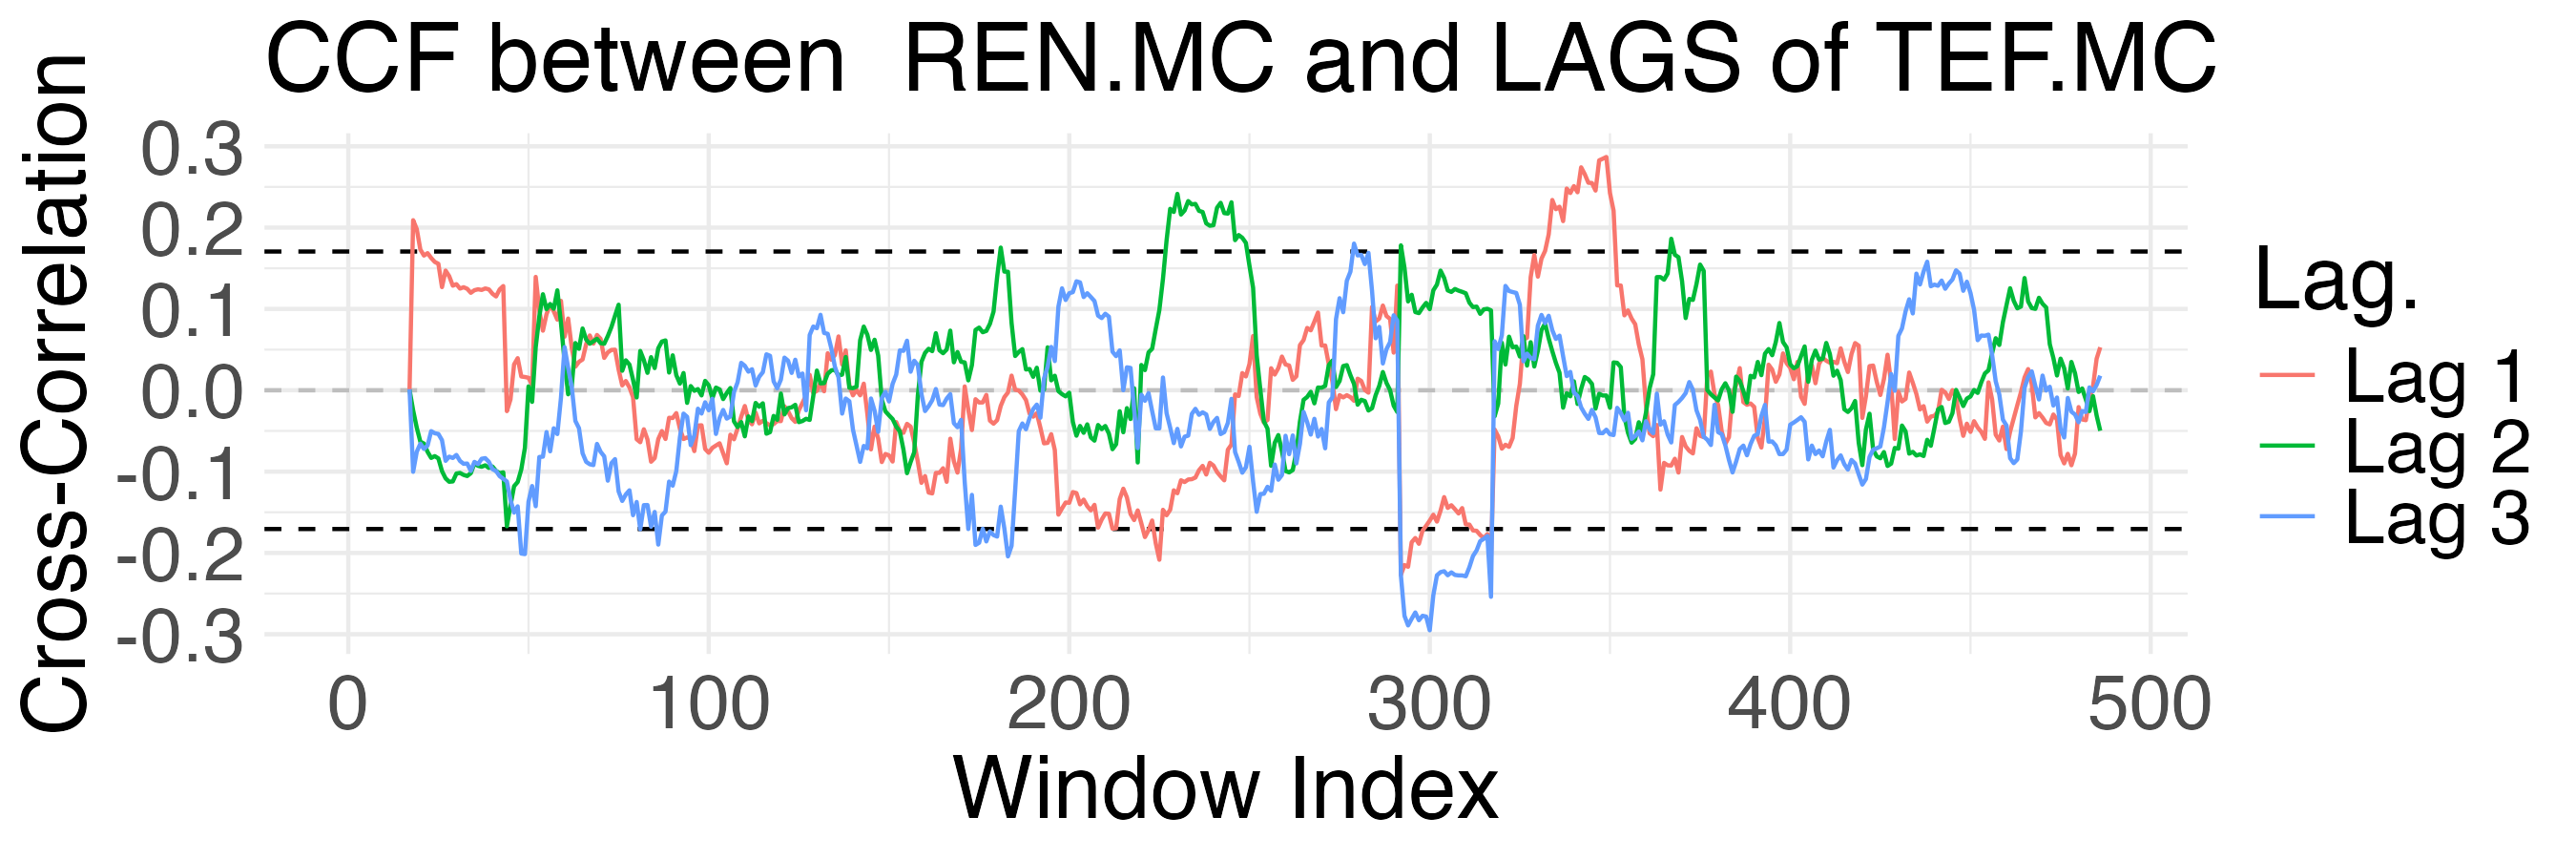 CCF between  REN.MC and LAGS of TEF.MC
Cross-Correlation
0.3
0.2
0.1
0.0
-0.1
-0.2
-0.3
0 100 200 300 400 500
Window Index
Lag.
Lag 1
Lag 2
Lag 3